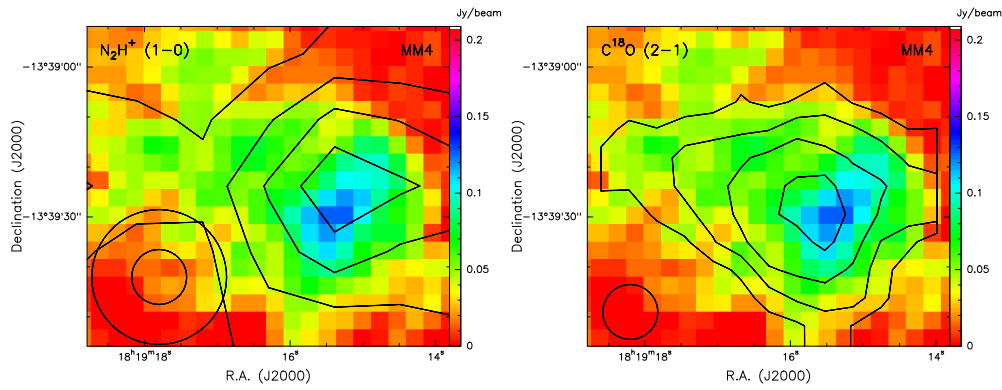 Jy/beam
N₂H⁺ (1-0)
MM4
0.2
0.15
0.1
0.05
0
-13°39'00"
-13°39'30"
Declination (J2000)
18ʰ19ᵐ18ˢ
16ˢ
14ˢ
R.A. (J2000)
Jy/beam
C¹⁸O (2-1)
MM4
0.2
0.15
0.1
0.05
0
-13°39'00"
-13°39'30"
Declination (J2000)
18ʰ19ᵐ18ˢ
16ˢ
14ˢ
R.A. (J2000)